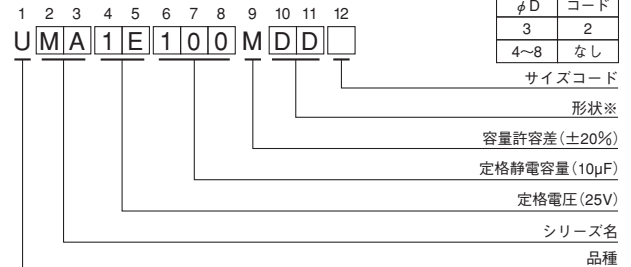 1 2 3 4 5 6 7 8 9 10 11 12
U M A 1 E 1 0 0 M D D
φD コード
3 2
4〜8 なし
サイズコード
形状※
容量許容差(±20%)
定格静電容量(10µF)
定格電圧(25V)
シリーズ名
品種